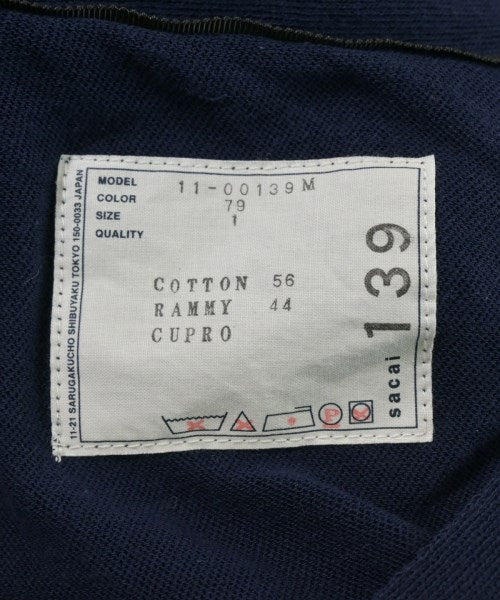 MODEL 11-00139 M
COLOR 79
SIZE 1
QUALITY
COTTON 56
RAMMY 44
CUPRO
P
11-21 SARUGAKUCHO SHIBUYAKU TOKYO 150-0033 JAPAN
sacai 139